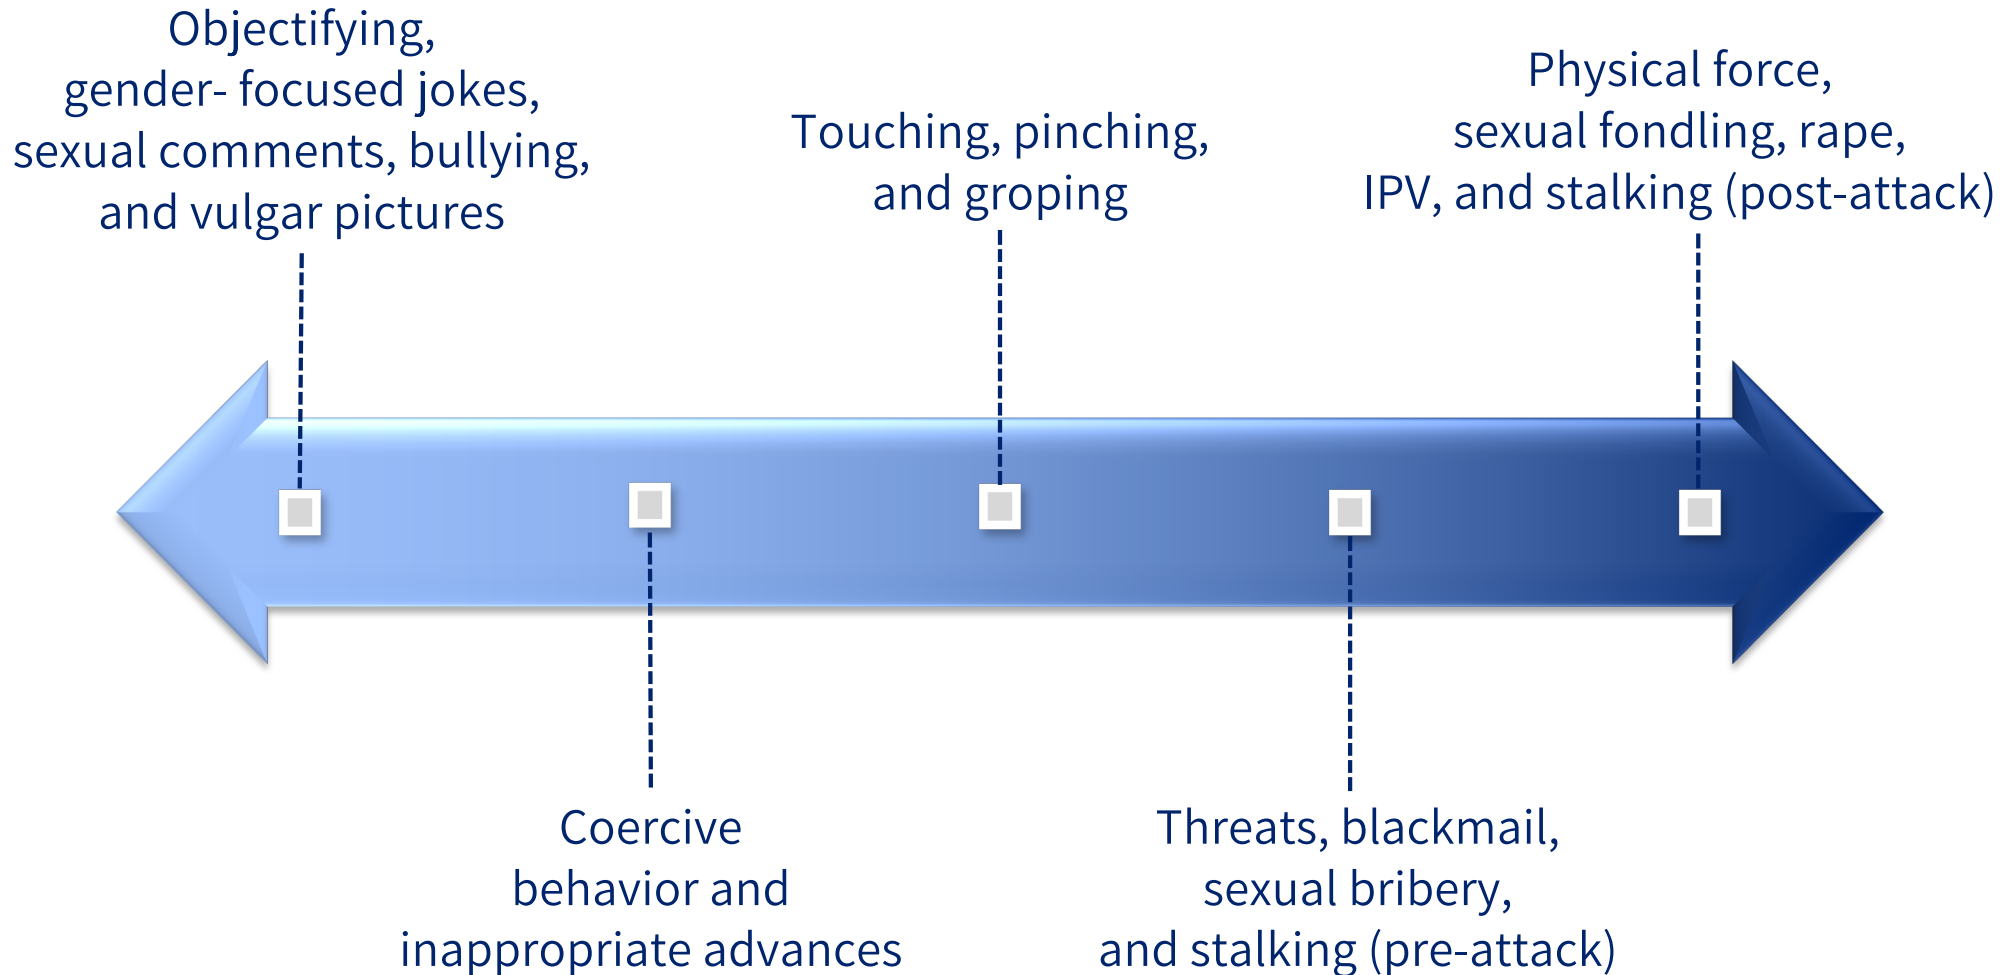 Objectifying,
gender- focused jokes,
sexual comments, bullying,
and vulgar pictures
Touching, pinching,
and groping
Physical force,
sexual fondling, rape,
IPV, and stalking (post-attack)
Coercive
behavior and
inappropriate advances
Threats, blackmail,
sexual bribery,
and stalking (pre-attack)